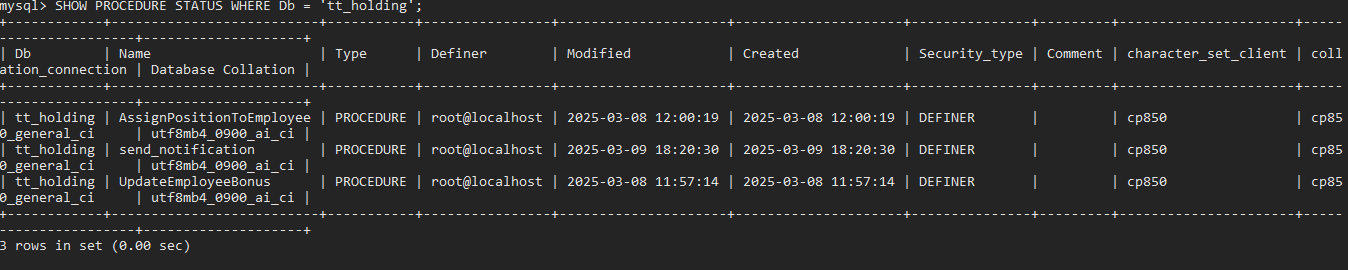 mysql> SHOW PROCEDURE STATUS WHERE Db = 'tt_holding';
+------------+-----------------------+-----------+----------------+---------------------+---------------------+---------------+---------+----------------------+-----
-----------------+--------------------+
| Db         | Name                  | Type      | Definer        | Modified            | Created             | Security_type | Comment | character_set_client | coll
ation_connection | Database Collation |
+------------+-----------------------+-----------+----------------+---------------------+---------------------+---------------+---------+----------------------+-----
-----------------+--------------------+
| tt_holding | AssignPositionToEmployee | PROCEDURE | root@localhost | 2025-03-08 12:00:19 | 2025-03-08 12:00:19 | DEFINER       |         | cp850                | cp85
0_general_ci     | utf8mb4_0900_ai_ci |
| tt_holding | send_notification        | PROCEDURE | root@localhost | 2025-03-09 18:20:30 | 2025-03-09 18:20:30 | DEFINER       |         | cp850                | cp85
0_general_ci     | utf8mb4_0900_ai_ci |
| tt_holding | UpdateEmployeeBonus      | PROCEDURE | root@localhost | 2025-03-08 11:57:14 | 2025-03-08 11:57:14 | DEFINER       |         | cp850                | cp85
0_general_ci     | utf8mb4_0900_ai_ci |
+------------+-----------------------+-----------+----------------+---------------------+---------------------+---------------+---------+----------------------+-----
-----------------+--------------------+
3 rows in set (0.00 sec)